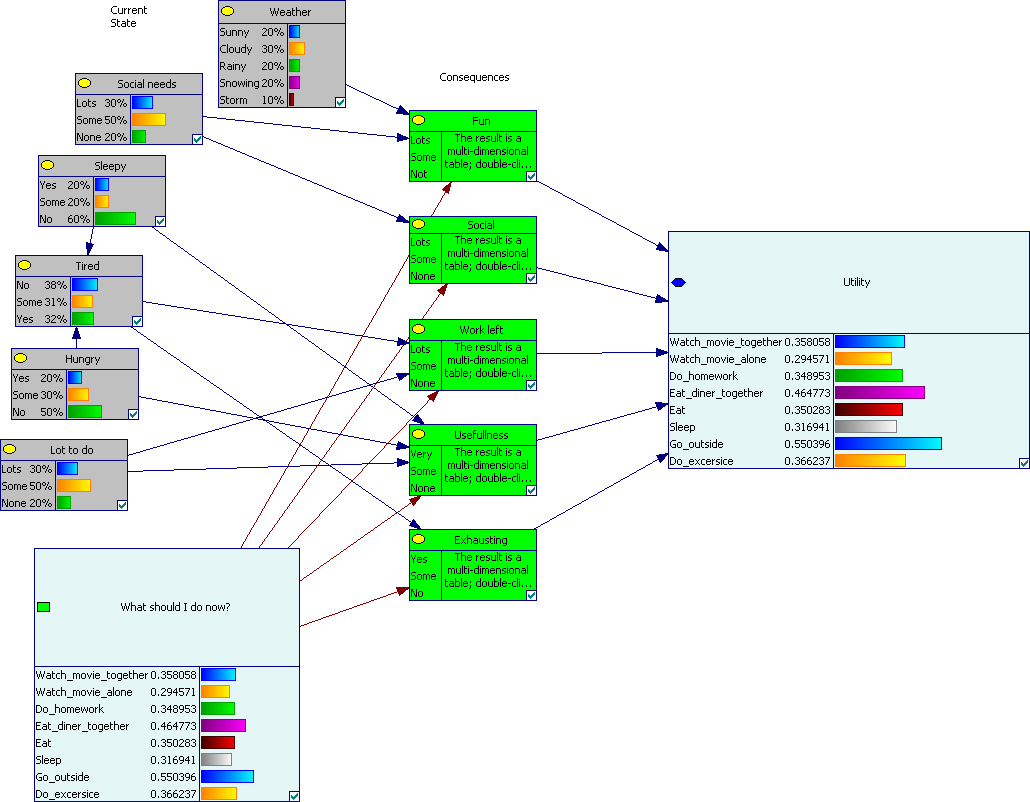 Current
State
Weather
Sunny 20%
Cloudy 30%
Rainy 20%
Snowing 20%
Storm 10%
Consequences
Social needs
Lots 30%
Some 50%
None 20%
Sleepy
Yes 20%
Some 20%
No 60%
Tired
No 38%
Some 31%
Yes 32%
Hungry
Yes 20%
Some 30%
No 50%
Lot to do
Lots 30%
Some 50%
None 20%
Fun
Lots
Some
Not
The result is a
multi-dimensional
table; double-cli...
Social
Lots
Some
None
The result is a
multi-dimensional
table; double-cli...
Work left
Lots
Some
None
The result is a
multi-dimensional
table; double-cli...
Usefullness
Very
Some
None
The result is a
multi-dimensional
table; double-cli...
Exhausting
Yes
Some
No
The result is a
multi-dimensional
table; double-cli...
Utility
Watch_movie_together 0.358058
Watch_movie_alone 0.294571
Do_homework 0.348953
Eat_diner_together 0.464773
Eat 0.350283
Sleep 0.316941
Go_outside 0.550396
Do_excersice 0.366237
What should I do now?
Watch_movie_together 0.358058
Watch_movie_alone 0.294571
Do_homework 0.348953
Eat_diner_together 0.464773
Eat 0.350283
Sleep 0.316941
Go_outside 0.550396
Do_excersice 0.366237